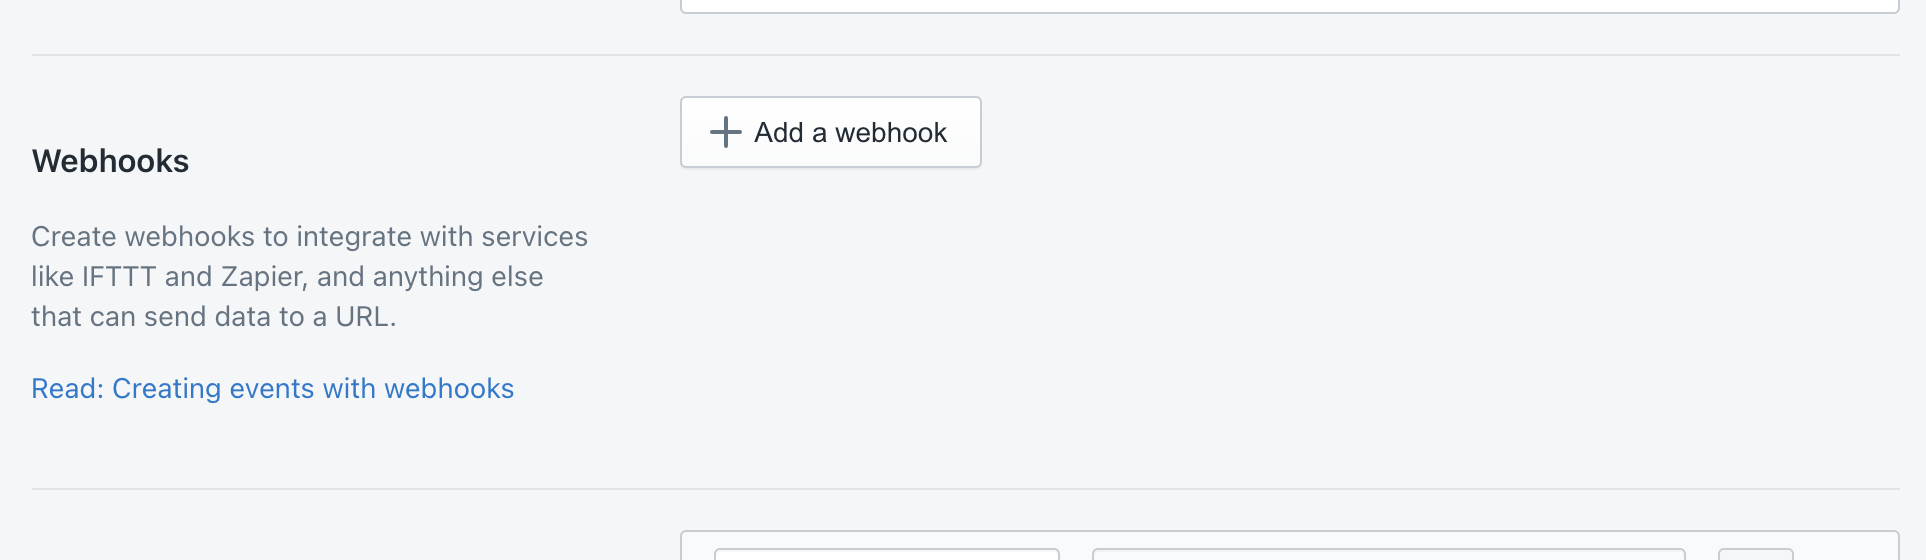 Add a webhook
Webhooks
Create webhooks to integrate with services
like IFTTT and Zapier, and anything else
that can send data to a URL.
Read: Creating events with webhooks